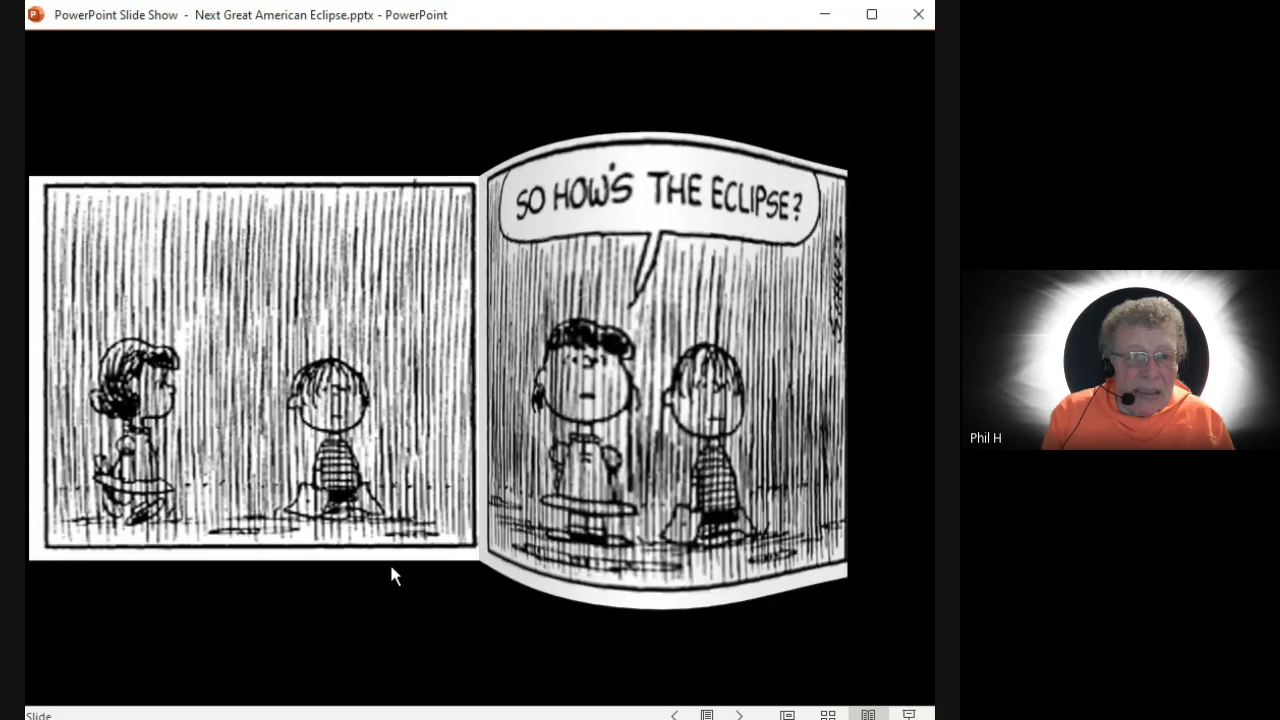 PowerPoint Slide Show - Next Great American Eclipse.pptx - PowerPoint
SO HOW'S THE ECLIPSE?
Phil H
Slide